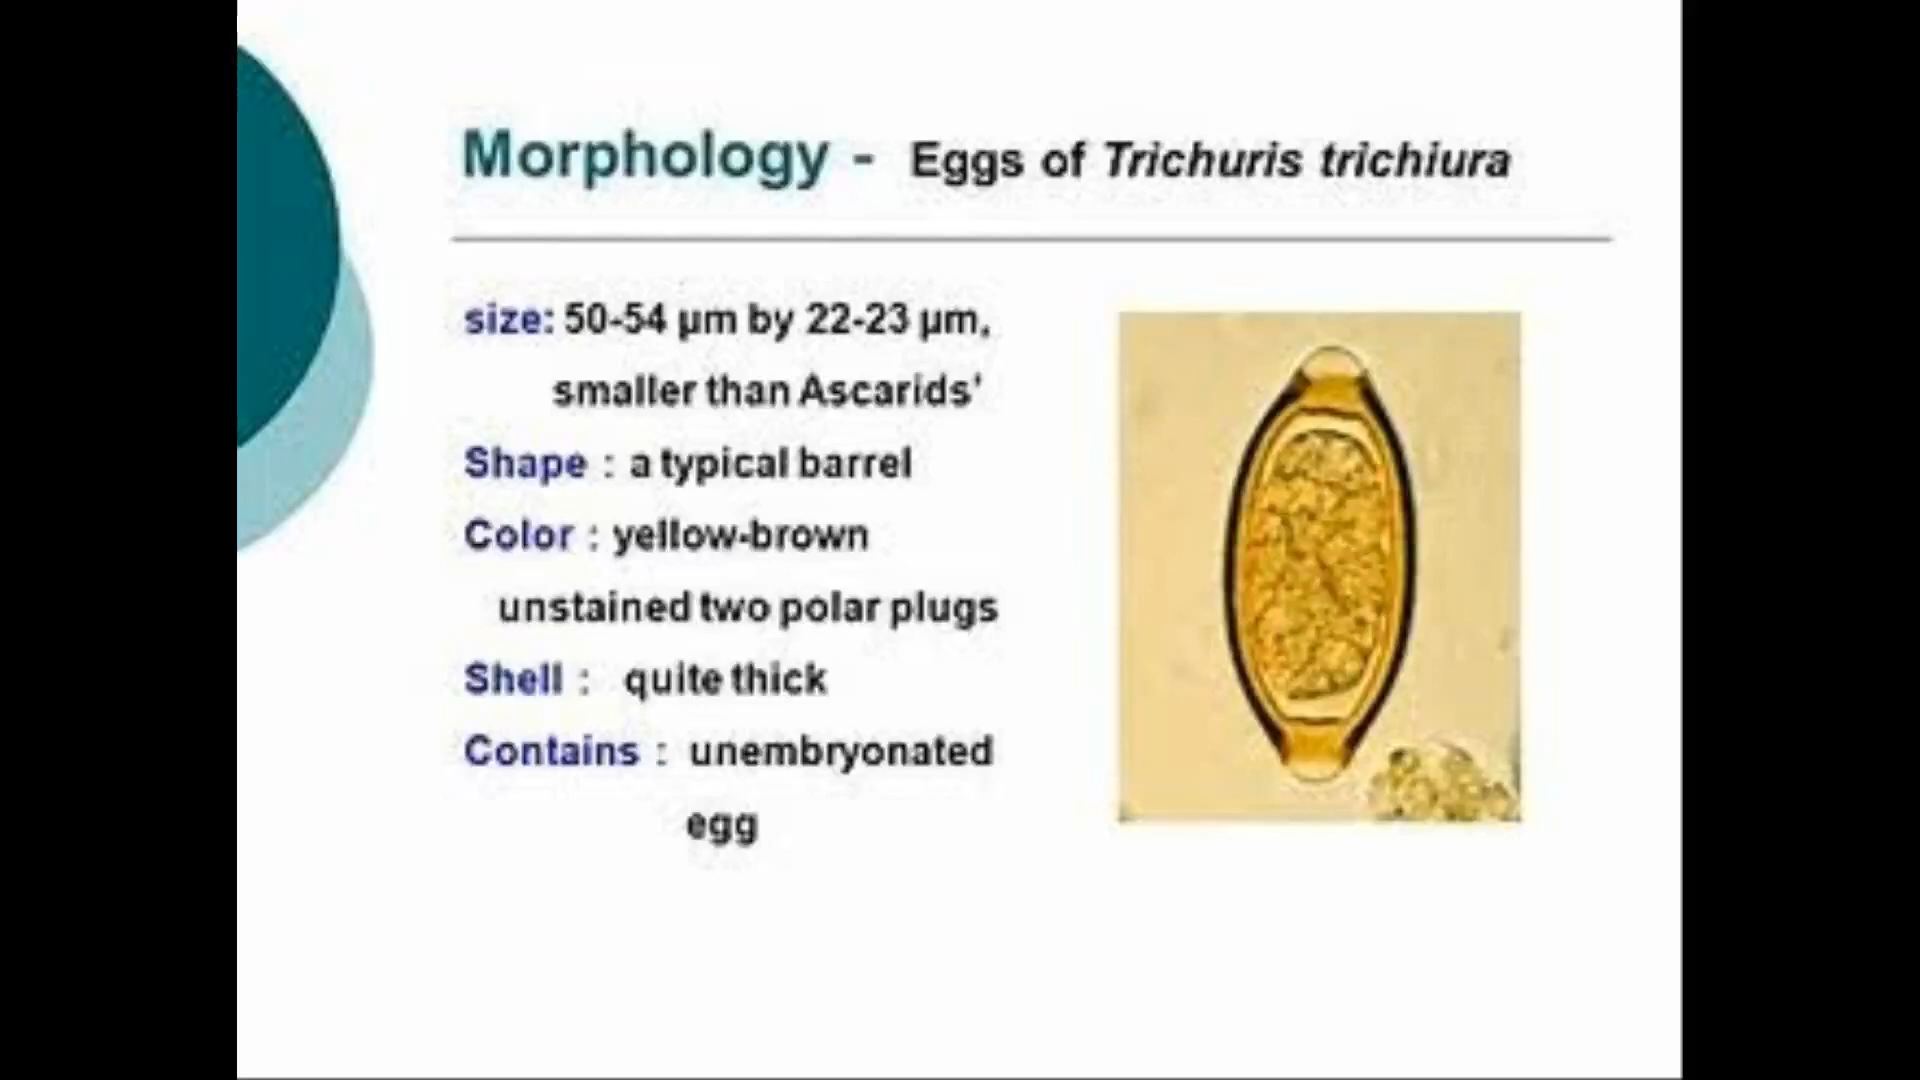 Morphology - Eggs of Trichuris trichiura
size: 50-54 µm by 22-23 µm,
smaller than Ascarids'
Shape : a typical barrel
Color : yellow-brown
unstained two polar plugs
Shell : quite thick
Contains : unembryonated
egg